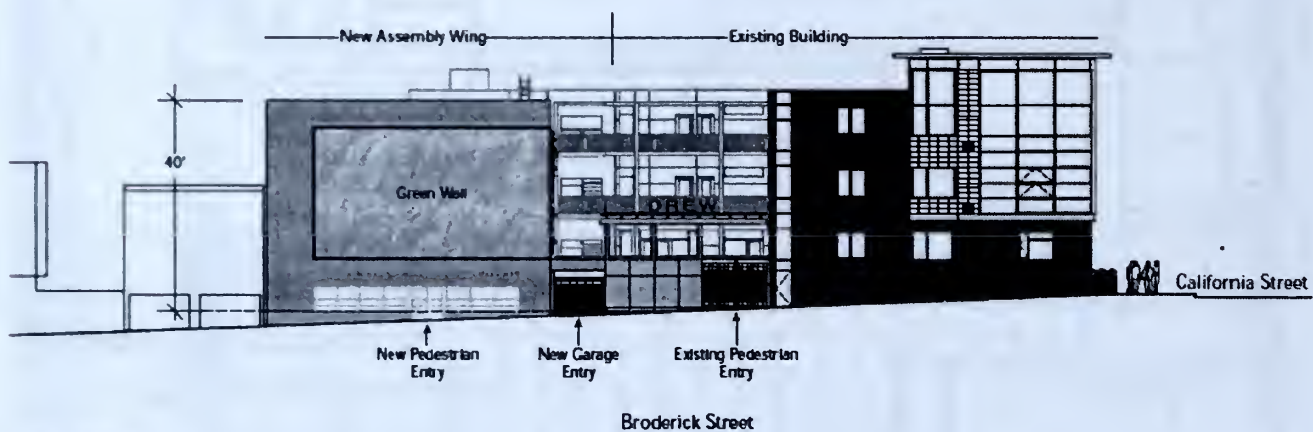 New Assembly Wing
Existing Building
40'
Green Wall
DREW
California Street
New Pedestrian
Entry
New Garage
Entry
Existing Pedestrian
Entry
Broderick Street